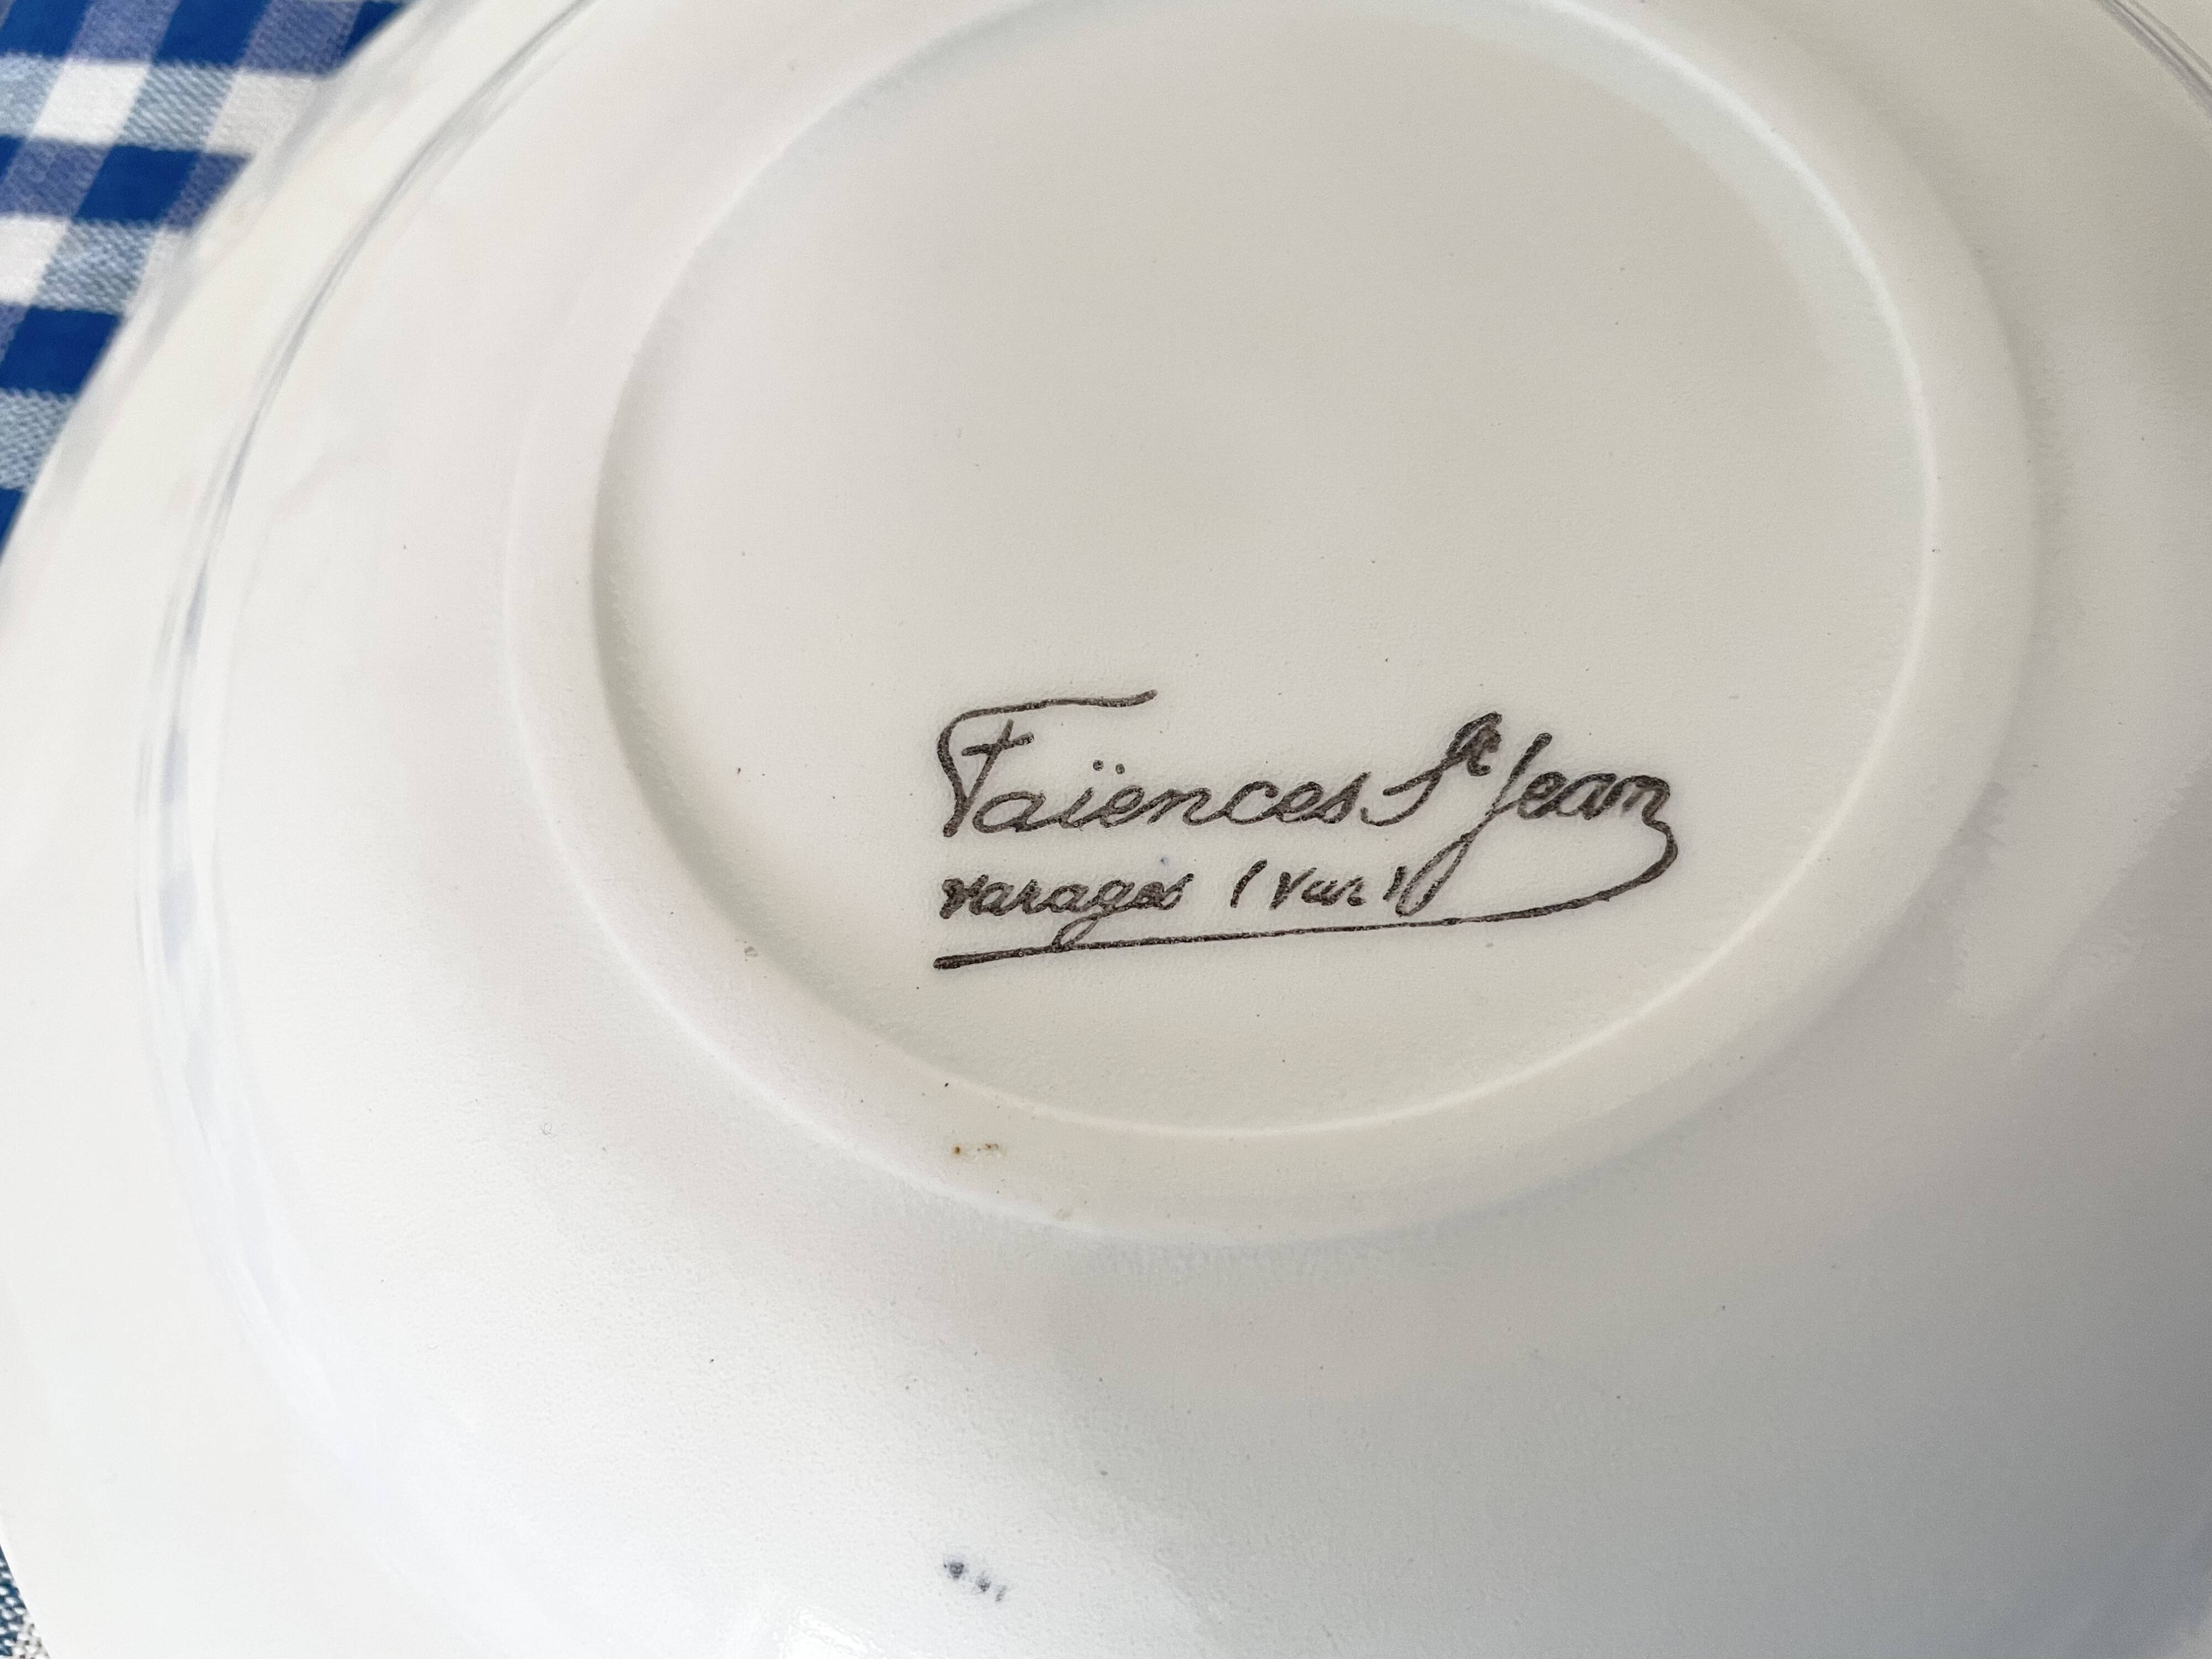 Faïences St Jean
varages (Var)